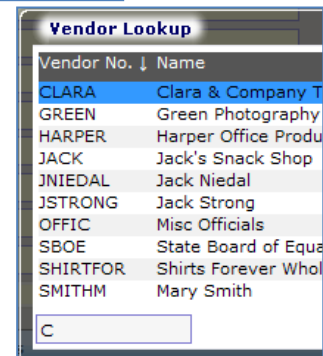 Vendor Lookup
Vendor No. ↓ Name
CLARA Clara & Company T
GREEN Green Photography
HARPER Harper Office Produ
JACK Jack's Snack Shop
JNIEDAL Jack Niedal
JSTRONG Jack Strong
OFFIC Misc Officials
SBOE State Board of Equa
SHIRTFOR Shirts Forever Whol
SMITHM Mary Smith
C